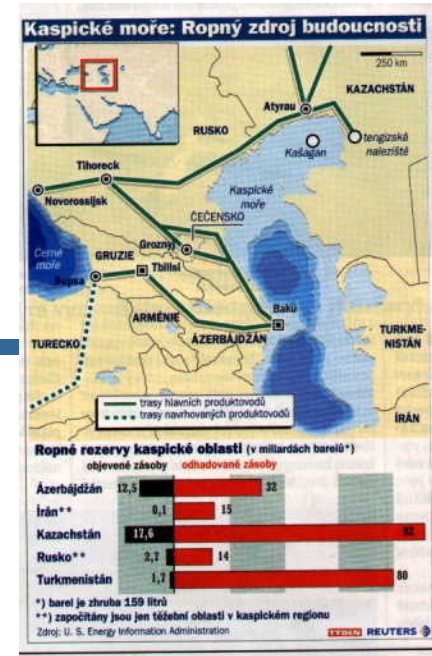 Kaspické moře: Ropný zdroj budoucnosti
250 km
KAZACHSTÁN
Atyrau
RUSKO
Kašagan
tengizské
naleziště
Tihoreck
Kaspické
moře
Novorossijsk
ČEČENSKO
Groznyj
Černé
moře
GRUZIE
Tbilisi
Supsa
Baku
ARMÉNIE
TURECKO
ÁZERBÁJDŽÁN
TURKME-
NISTÁN
ÍRÁN
trasy hlavních produktovodů
trasy navrhovaných produktovodů
Ropné rezervy kaspické oblasti (v miliardách barelů*)
objevené zásoby odhadované zásoby
Ázerbájdžán 12,5 32
Írán** 0,1 15
Kazachstán 17,6 92
Rusko** 2,7 14
Turkmenistán 1,7 80
*) barel je zhruba 159 litrů
**) započítány jsou jen těžební oblasti v kaspickém regionu
Zdroj: U. S. Energy Information Administration
TÝDEN REUTERS